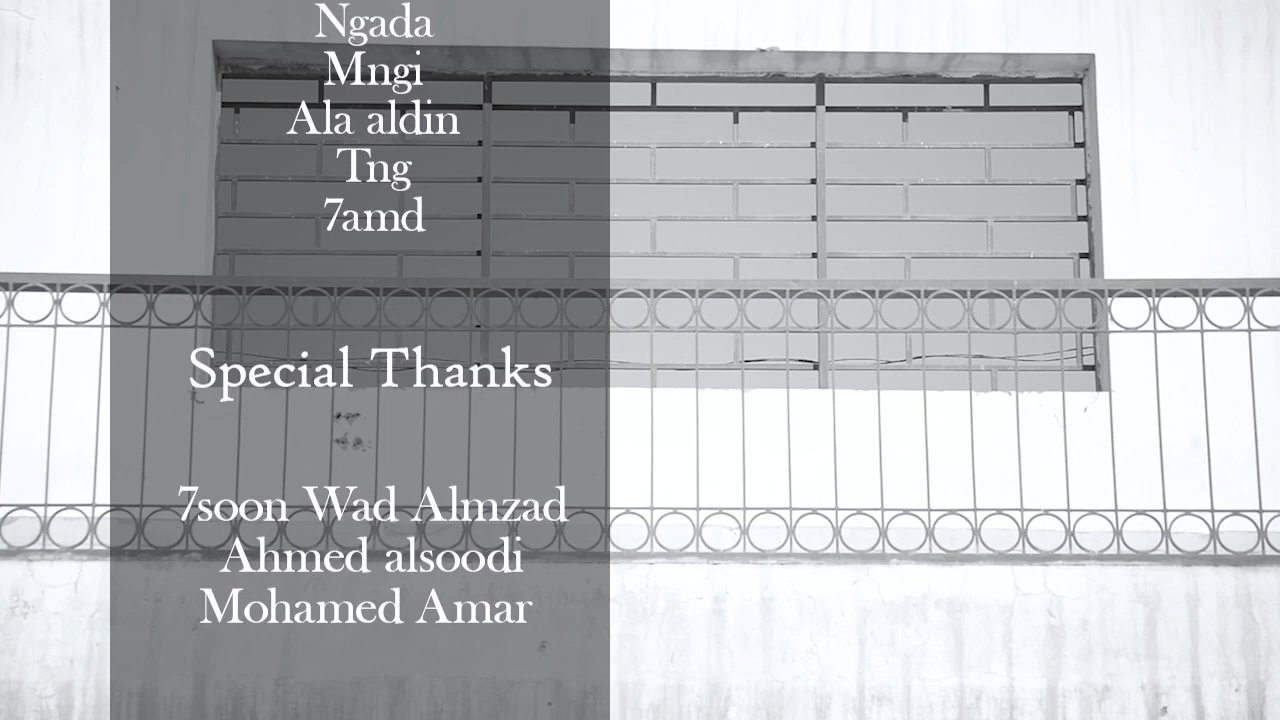 Ngada
Mngi
Ala aldin
Tng
7amd
Special Thanks
7soon Wad Almzad
Ahmed alsoodi
Mohamed Amar